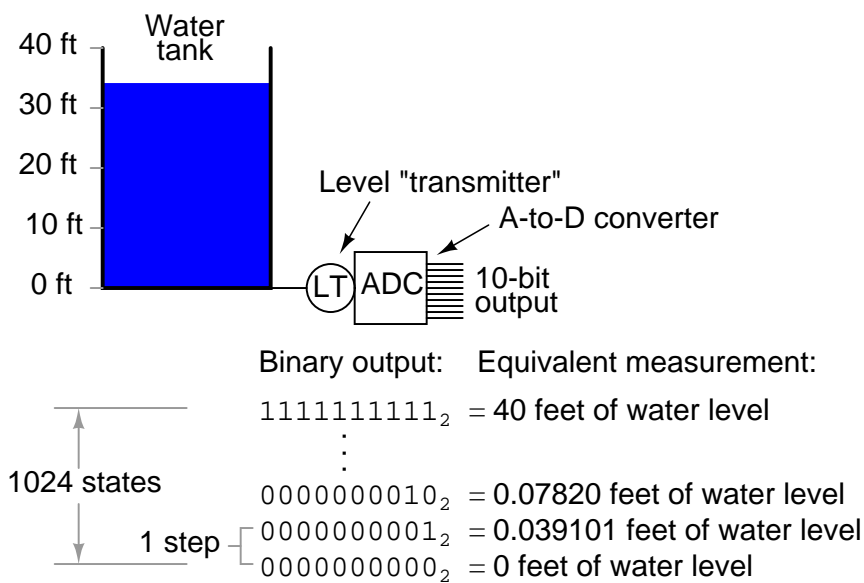 Water
tank
40 ft
30 ft
20 ft
10 ft
0 ft
Level "transmitter"
A-to-D converter
LT
ADC
10-bit
output
Binary output: Equivalent measurement:
1111111111₂ = 40 feet of water level
1024 states
0000000010₂ = 0.07820 feet of water level
1 step
0000000001₂ = 0.039101 feet of water level
0000000000₂ = 0 feet of water level